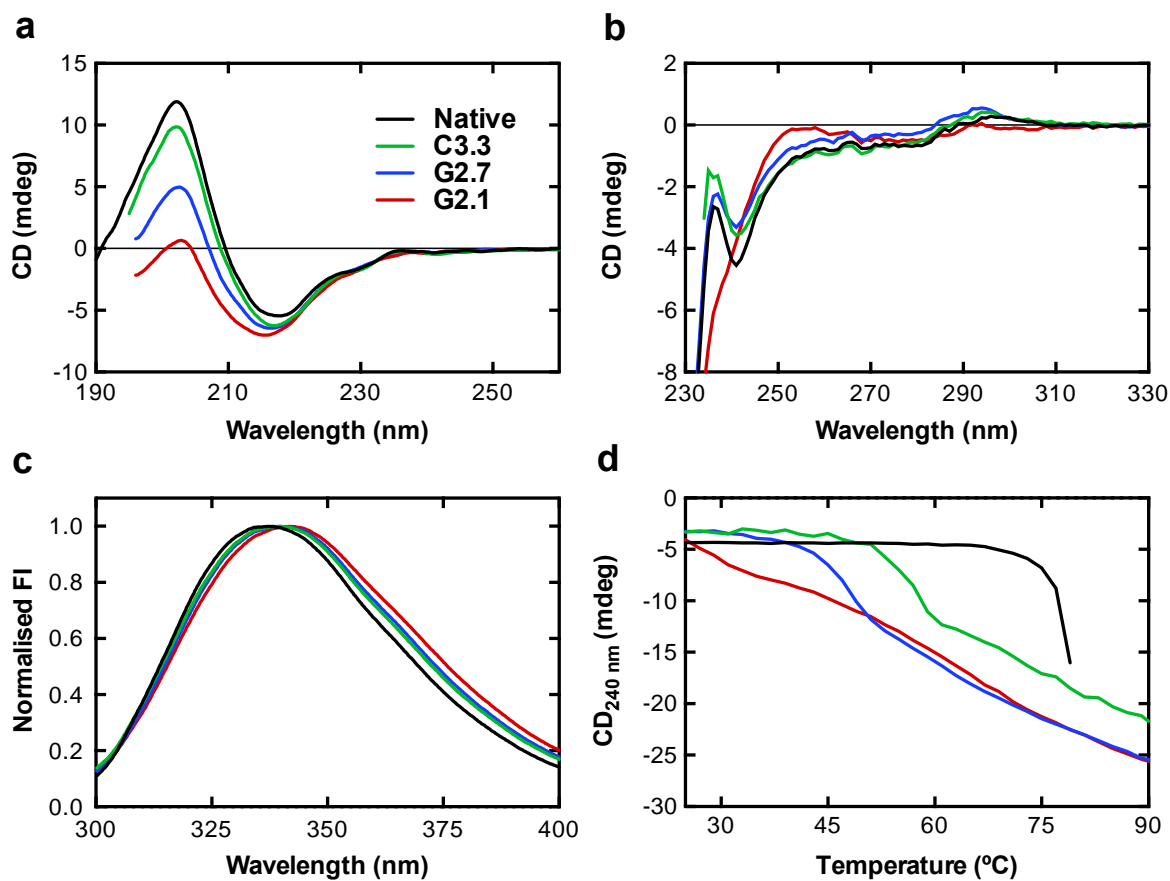 a
15
10
5
0
-5
-10
CD (mdeg)
190
210
230
250
Wavelength (nm)
Native
C3.3
G2.7
G2.1
b
2
0
-2
-4
-6
-8
CD (mdeg)
230
250
270
290
310
330
Wavelength (nm)
c
1.0
0.8
0.6
0.4
0.2
0.0
Normalised FI
300
325
350
375
400
Wavelength (nm)
d
0
-5
-10
-15
-20
-25
-30
CD240 nm (mdeg)
30
45
60
75
90
Temperature (ºC)